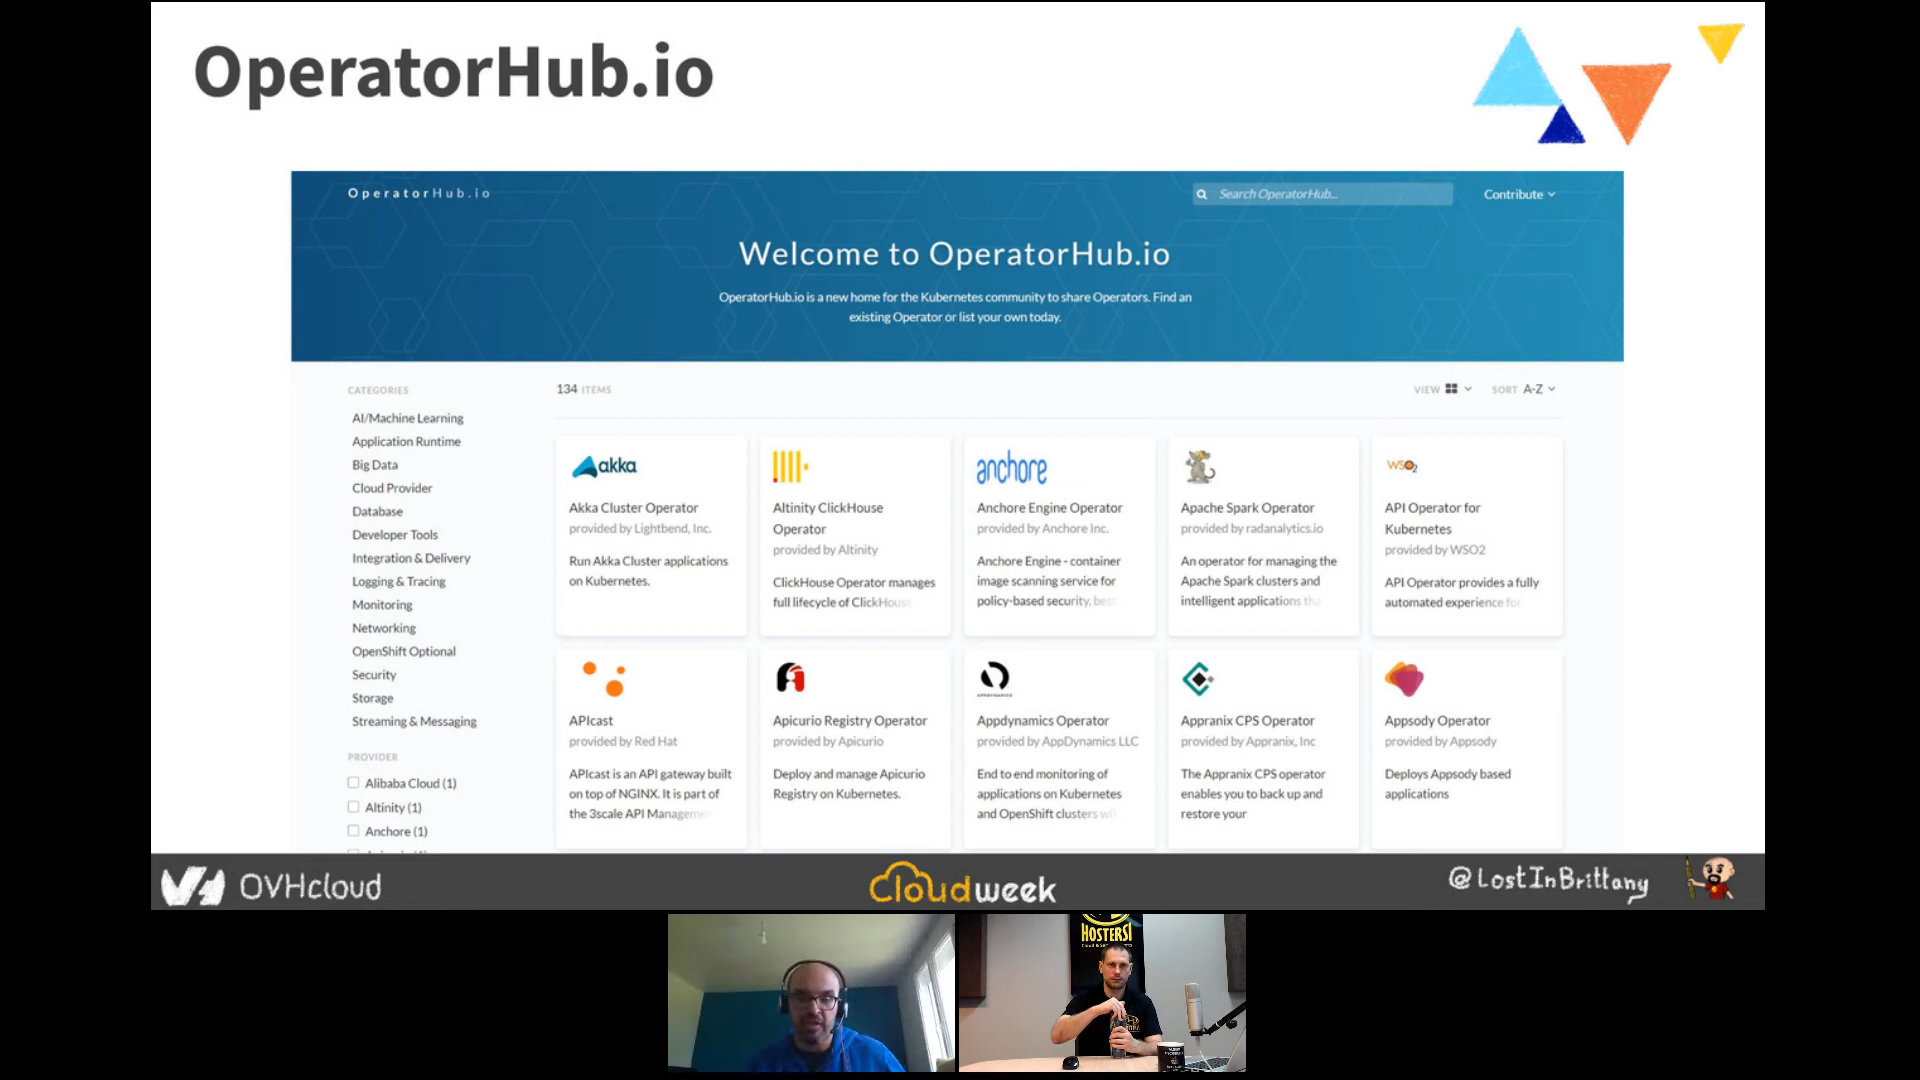 OperatorHub.io
OperatorHub.io
Search OperatorHub...
Contribute
Welcome to OperatorHub.io
OperatorHub.io is a new home for the Kubernetes community to share Operators. Find an
existing Operator or list your own today.
CATEGORIES
AI/Machine Learning
Application Runtime
Big Data
Cloud Provider
Database
Developer Tools
Integration & Delivery
Logging & Tracing
Monitoring
Networking
OpenShift Optional
Security
Storage
Streaming & Messaging
PROVIDER
Alibaba Cloud (1)
Altinity (1)
Anchore (1)
134 ITEMS
VIEW
SORT A-Z
akka
Akka Cluster Operator
provided by Lightbend, Inc.
Run Akka Cluster applications
on Kubernetes.
Altinity ClickHouse
Operator
provided by Altinity
ClickHouse Operator manages
full lifecycle of ClickHouse
anchore
Anchore Engine Operator
provided by Anchore Inc.
Anchore Engine - container
image scanning service for
policy-based security, best
Apache Spark Operator
provided by radanalytics.io
An operator for managing the
Apache Spark clusters and
intelligent applications tha
WSO2
API Operator for
Kubernetes
provided by WSO2
API Operator provides a fully
automated experience for
APIcast
provided by Red Hat
APIcast is an API gateway built
on top of NGINX. It is part of
the 3scale API Manageme
Apicurio Registry Operator
provided by Apicurio
Deploy and manage Apicurio
Registry on Kubernetes.
APPDYNAMICS
Appdynamics Operator
provided by AppDynamics LLC
End to end monitoring of
applications on Kubernetes
and OpenShift clusters wi
Appranix CPS Operator
provided by Appranix, Inc
The Appranix CPS operator
enables you to back up and
restore your
Appsody Operator
provided by Appsody
Deploys Appsody based
applications
OVHcloud
Cloudweek
@LostInBrittany
HOSTERSI